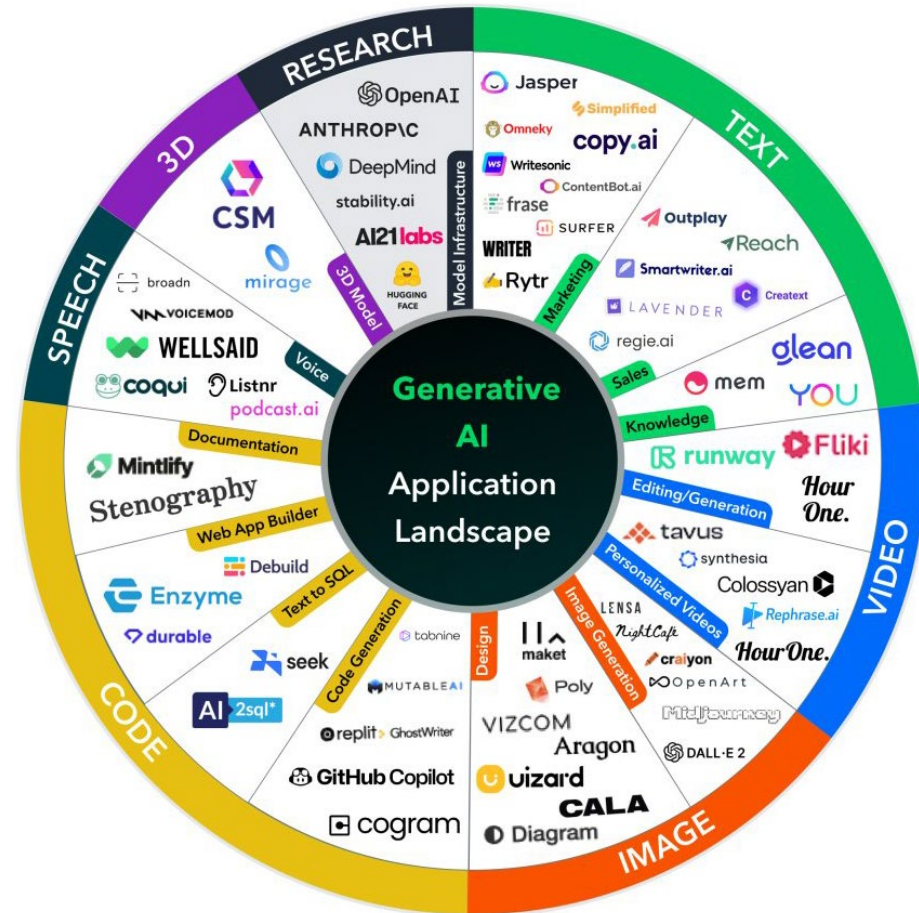 Generative
AI
Application
Landscape
RESEARCH
Model Infrastructure
OpenAI
ANTHROP\C
DeepMind
stability.ai
AI21labs
HUGGING
FACE
TEXT
Marketing
Jasper
Simplified
Omneky
copy.ai
WS Writesonic
ContentBot.ai
frase
SURFER
WRITER
Rytr
Sales
Outplay
Reach
Smartwriter.ai
C Creatext
LAVENDER
regie.ai
Knowledge
glean
mem
YOU
VIDEO
Editing/Generation
runway
Fliki
Hour
One.
Personalized Videos
tavus
synthesia
Colossyan
Rephrase.ai
HourOne.
IMAGE
Image Generation
LENSA
NightCafé
craiyon
OpenArt
Midjourney
DALL·E 2
Design
maket
Poly
VIZCOM
Aragon
uizard
CALA
Diagram
CODE
Code Generation
tabnine
MUTABLEAI
replit GhostWriter
GitHub Copilot
cogram
Text to SQL
seek
AI 2sql*
Web App Builder
Debuild
Enzyme
durable
Documentation
Mintlify
Stenography
SPEECH
Voice
broadn
VOICEMOD
WELLSAID
coqui
Listnr
podcast.ai
3D
3D Model
CSM
mirage